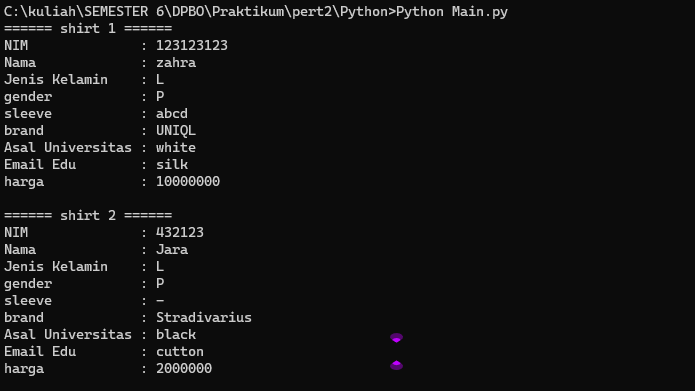 C:\kuliah\SEMESTER 6\DPBO\Praktikum\pert2\Python>Python Main.py
====== shirt 1 ======
NIM              : 123123123
Nama             : zahra
Jenis Kelamin    : L
gender           : P
sleeve           : abcd
brand            : UNIQL
Asal Universitas : white
Email Edu        : silk
harga            : 10000000
====== shirt 2 ======
NIM              : 432123
Nama             : Jara
Jenis Kelamin    : L
gender           : P
sleeve           : -
brand            : Stradivarius
Asal Universitas : black
Email Edu        : cutton
harga            : 2000000